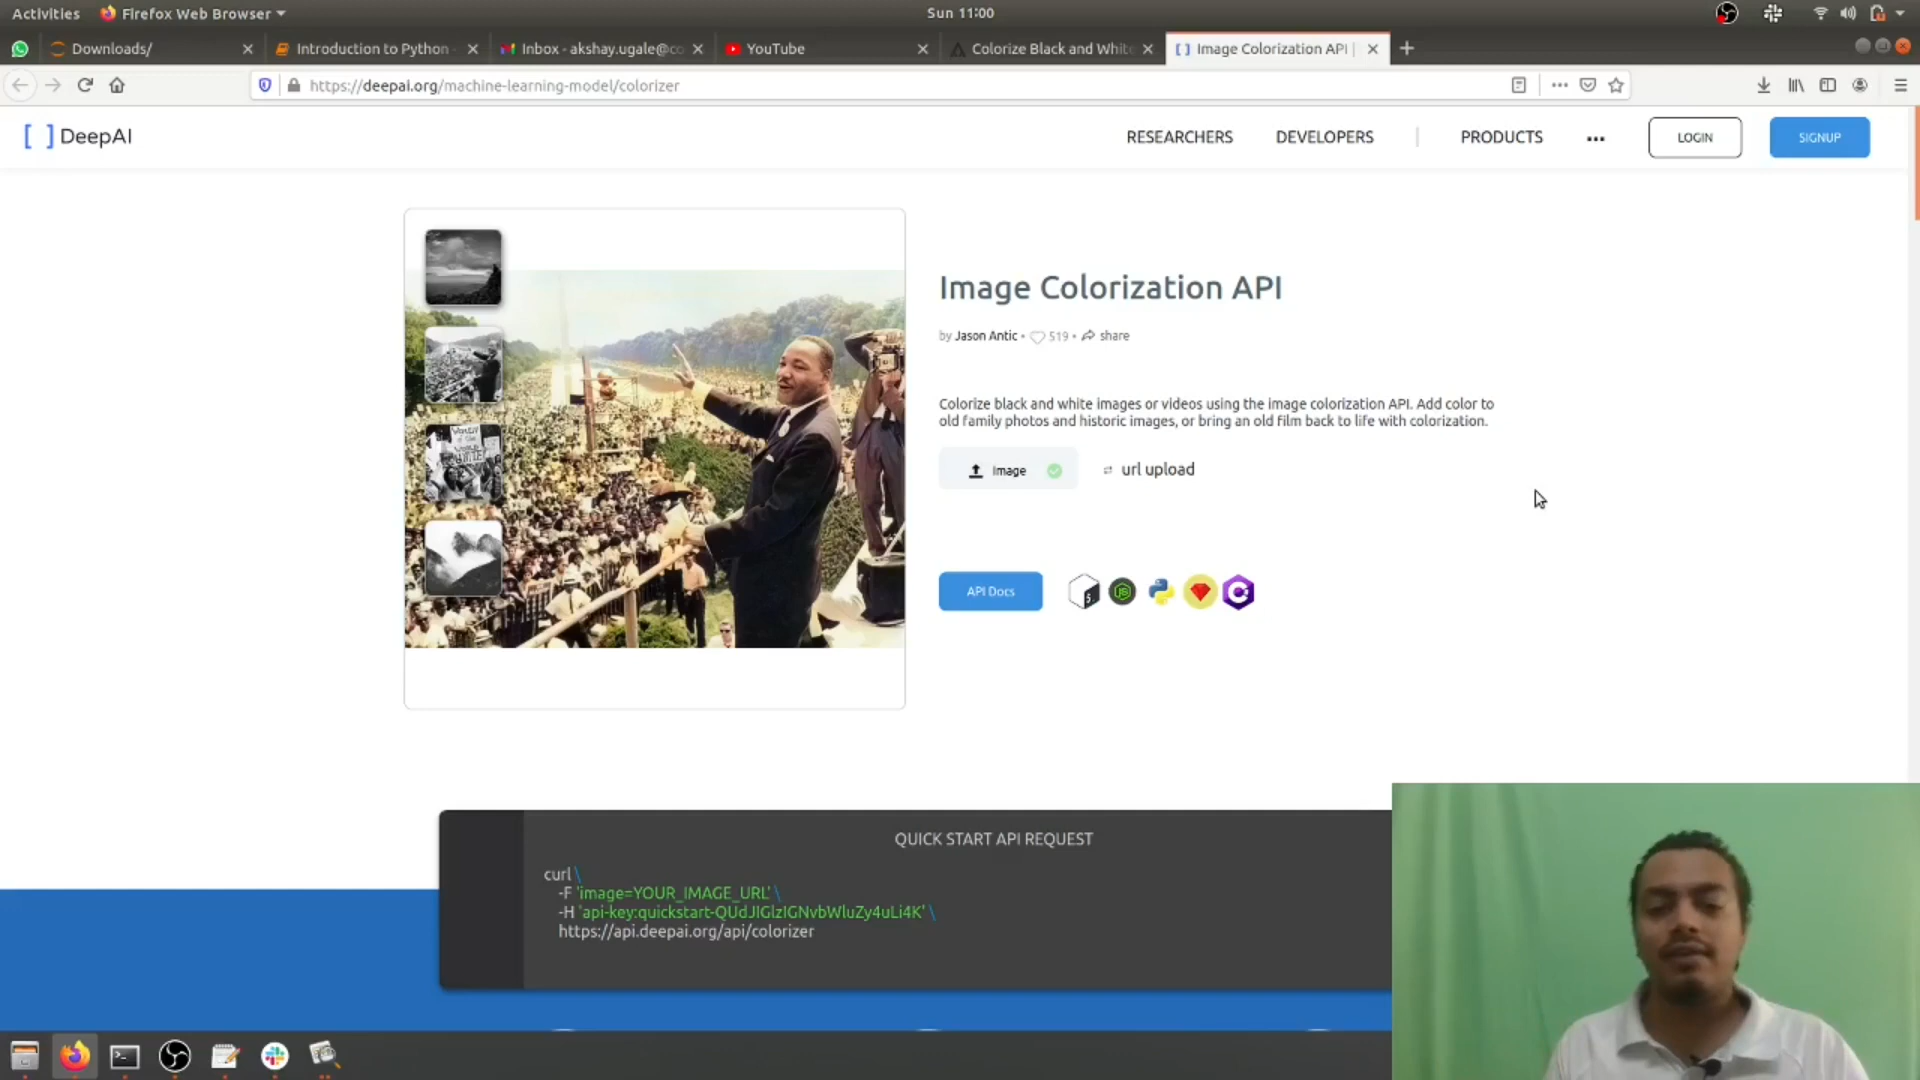 Activities Firefox Web Browser Sun 11:00
Downloads/ Introduction to Python - Inbox - akshay.ugale@co YouTube Colorize Black and White Image Colorization API |
https://deepai.org/machine-learning-model/colorizer
[ ] DeepAI RESEARCHERS DEVELOPERS | PRODUCTS ••• LOGIN SIGNUP
Image Colorization API
by Jason Antic • 519 • share
Colorize black and white images or videos using the image colorization API. Add color to
old family photos and historic images, or bring an old film back to life with colorization.
Image url upload
API Docs
QUICK START API REQUEST
curl \
-F 'image=YOUR_IMAGE_URL' \
-H 'api-key:quickstart-QUdJIGlzIGNvbWluZy4uLi4K' \
https://api.deepai.org/api/colorizer